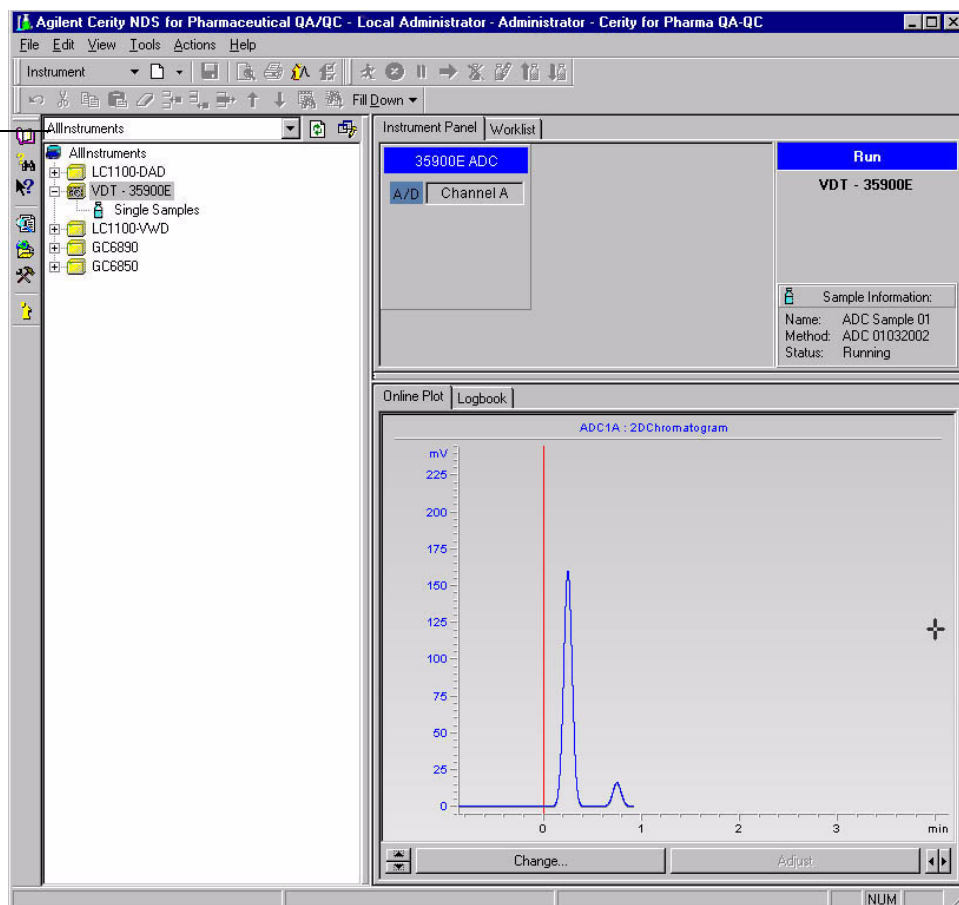 Agilent Cerity NDS for Pharmaceutical QA/QC - Local Administrator - Administrator - Cerity for Pharma QA-QC
File Edit View Tools Actions Help
Instrument
Fill Down
AllInstruments
AllInstruments
LC1100-DAD
VDT - 35900E
Single Samples
LC1100-VWD
GC6890
GC6850
Instrument Panel Worklist
35900E ADC
A/D Channel A
Run
VDT - 35900E
Sample Information:
Name: ADC Sample 01
Method: ADC 01032002
Status: Running
Online Plot Logbook
ADC1A : 2DChromatogram
mV
225
200
175
150
125
100
75
50
25
0
0 1 2 3 min
Change... Adjust
NUM